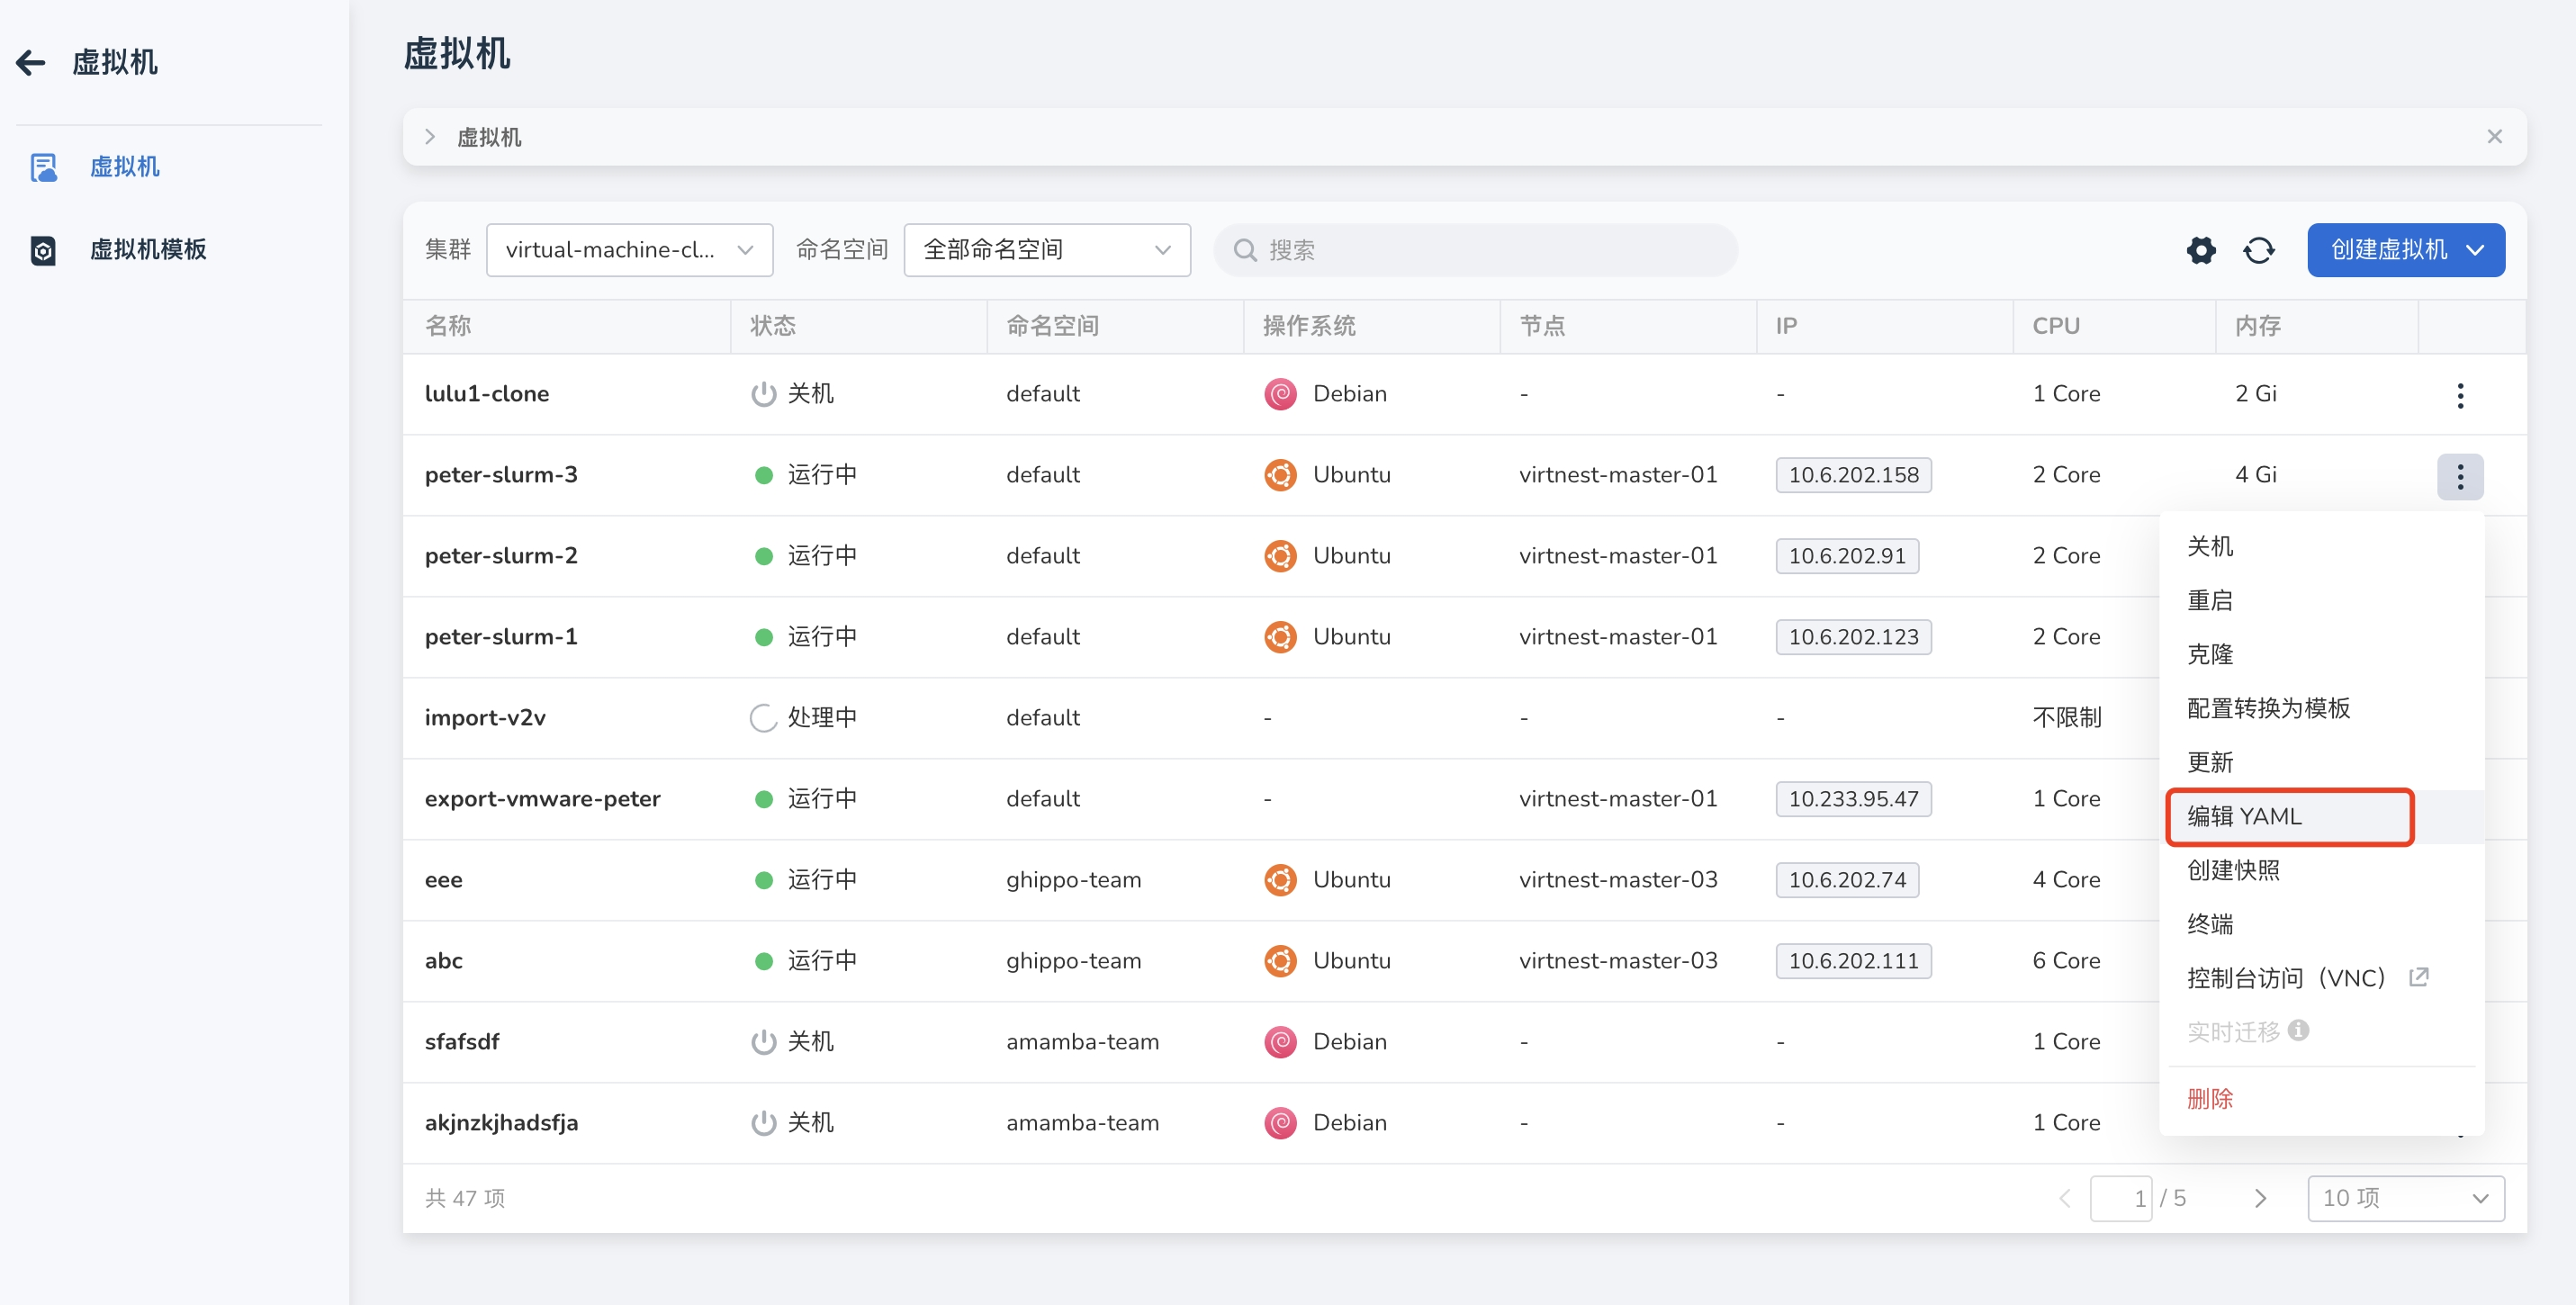 虚拟机
虚拟机
虚拟机模板
虚拟机
虚拟机
集群 virtual-machine-cl... 命名空间 全部命名空间 搜索 创建虚拟机
名称 状态 命名空间 操作系统 节点 IP CPU 内存
lulu1-clone 关机 default Debian - - 1 Core 2 Gi
peter-slurm-3 运行中 default Ubuntu virtnest-master-01 10.6.202.158 2 Core 4 Gi
peter-slurm-2 运行中 default Ubuntu virtnest-master-01 10.6.202.91 2 Core
peter-slurm-1 运行中 default Ubuntu virtnest-master-01 10.6.202.123 2 Core
import-v2v 处理中 default - - - 不限制
export-vmware-peter 运行中 default - virtnest-master-01 10.233.95.47 1 Core
eee 运行中 ghippo-team Ubuntu virtnest-master-03 10.6.202.74 4 Core
abc 运行中 ghippo-team Ubuntu virtnest-master-03 10.6.202.111 6 Core
sfafsdf 关机 amamba-team Debian - - 1 Core
akjnzkjhadsfja 关机 amamba-team Debian - - 1 Core
关机
重启
克隆
配置转换为模板
更新
编辑 YAML
创建快照
终端
控制台访问（VNC）
实时迁移
删除
共 47 项 1 / 5 10 项